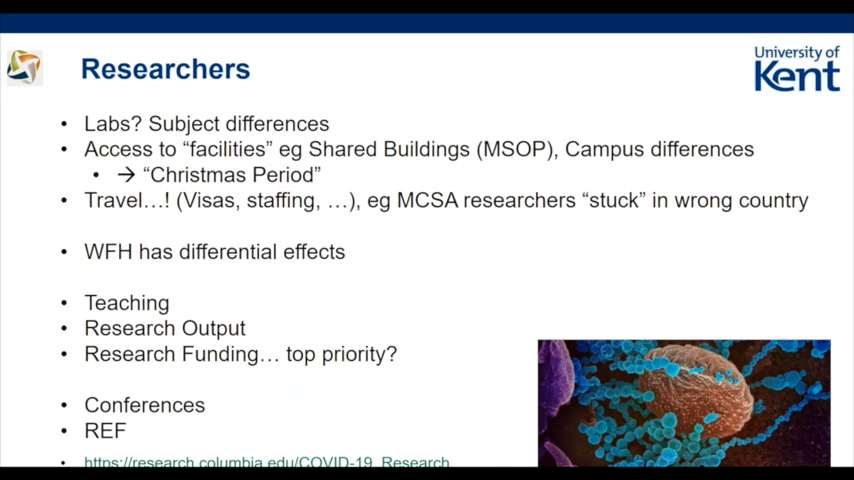 University of
Kent
Researchers
• Labs? Subject differences
• Access to “facilities” eg Shared Buildings (MSOP), Campus differences
• → “Christmas Period”
• Travel…! (Visas, staffing, …), eg MCSA researchers “stuck” in wrong country
• WFH has differential effects
• Teaching
• Research Output
• Research Funding… top priority?
• Conferences
• REF
• https://research.columbia.edu/COVID-19_Research